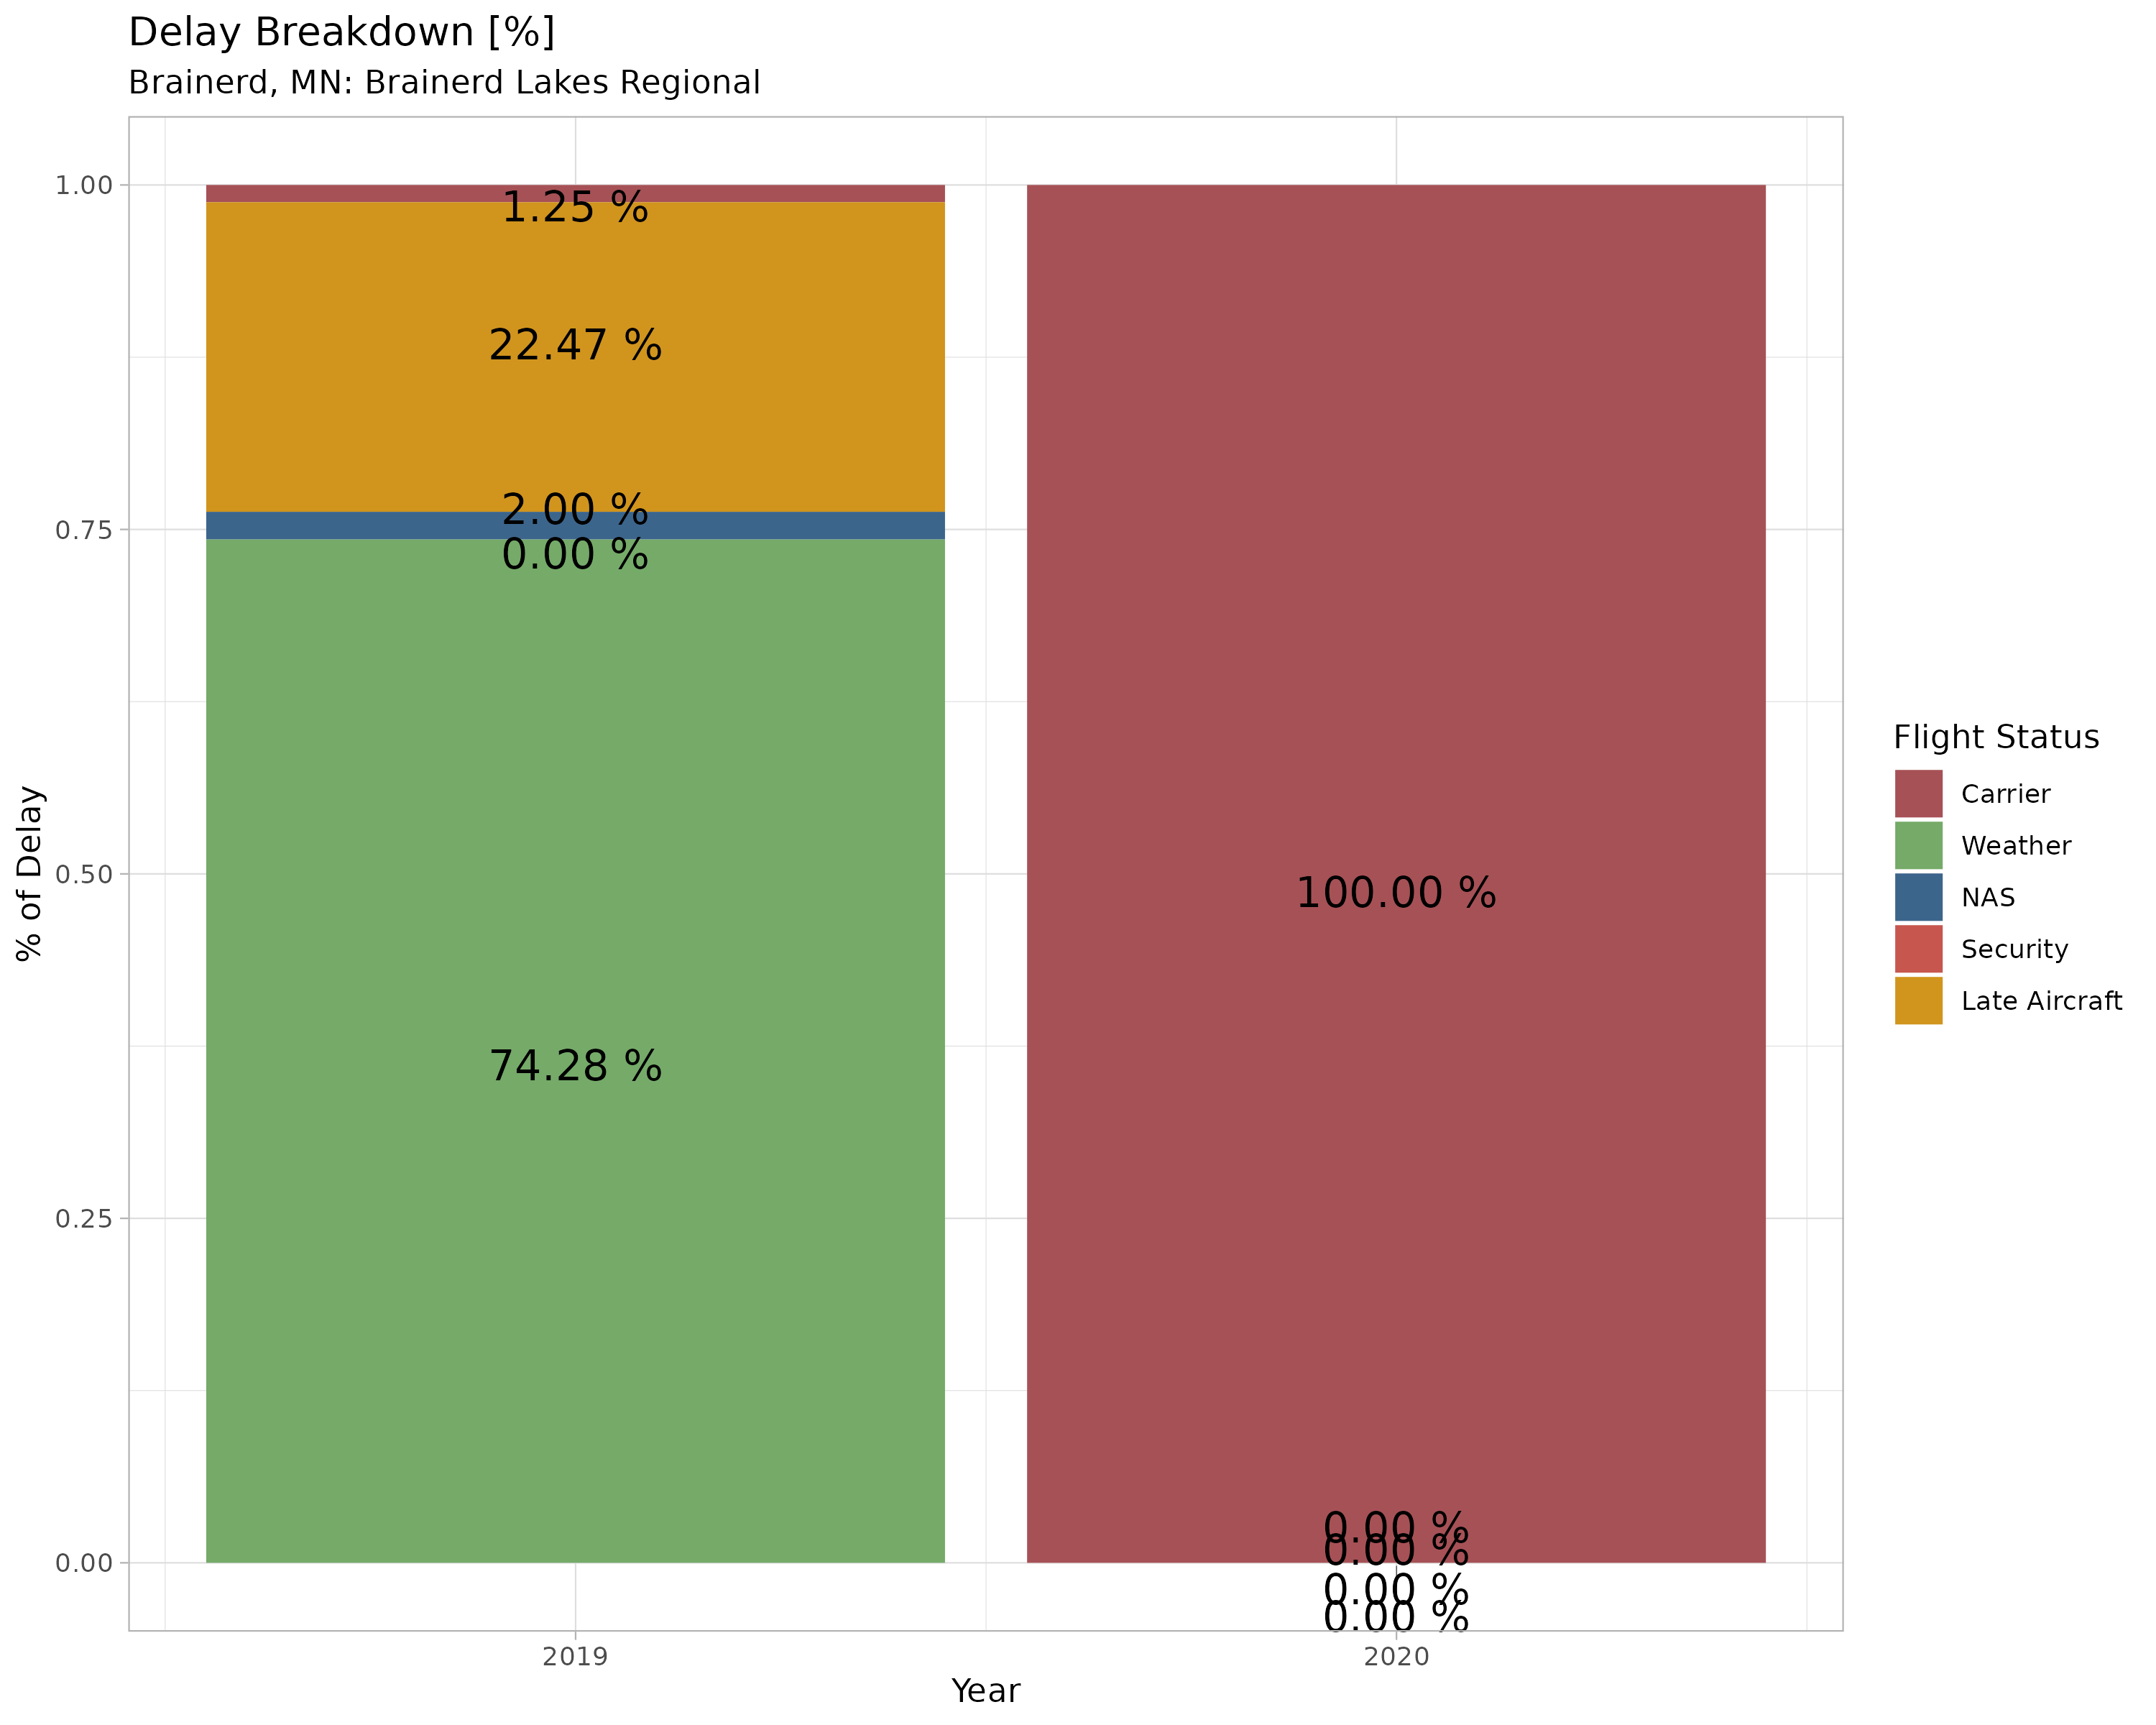 Delay Breakdown [%]
Brainerd, MN: Brainerd Lakes Regional
1.00
0.75
0.50
0.25
0.00
% of Delay
1.25 %
22.47 %
2.00 %
0.00 %
74.28 %
100.00 %
0.00 %
0.00 %
0.00 %
0.00 %
2019
2020
Year
Flight Status
Carrier
Weather
NAS
Security
Late Aircraft